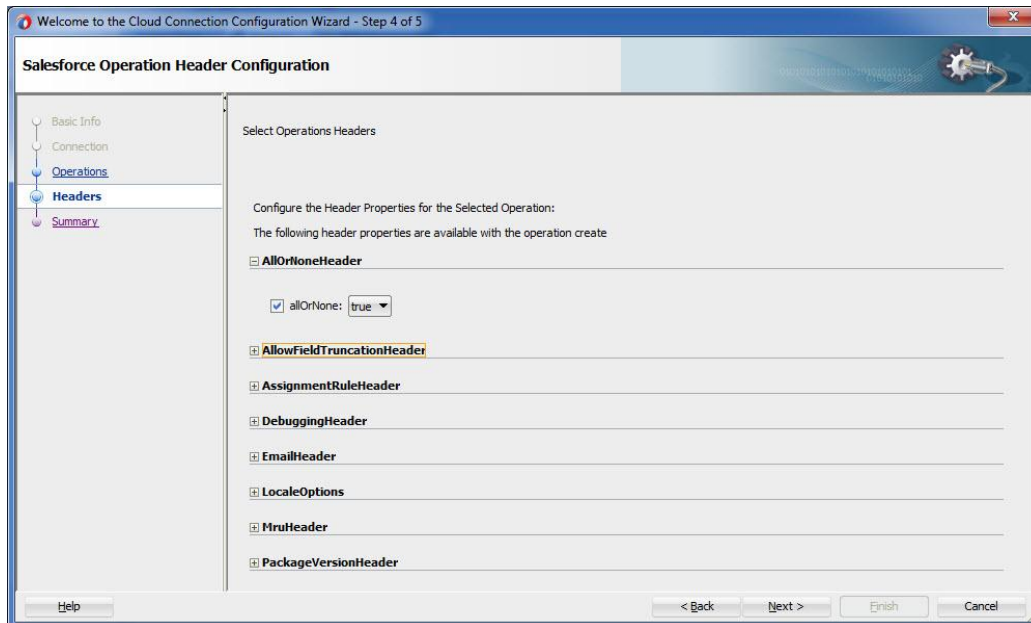 Welcome to the Cloud Connection Configuration Wizard - Step 4 of 5
Salesforce Operation Header Configuration
Basic Info
Connection
Operations
Headers
Summary
Select Operations Headers
Configure the Header Properties for the Selected Operation:
The following header properties are available with the operation create
AllOrNoneHeader
allOrNone: true
AllowFieldTruncationHeader
AssignmentRuleHeader
DebuggingHeader
EmailHeader
LocaleOptions
MruHeader
PackageVersionHeader
Help
< Back
Next >
Finish
Cancel